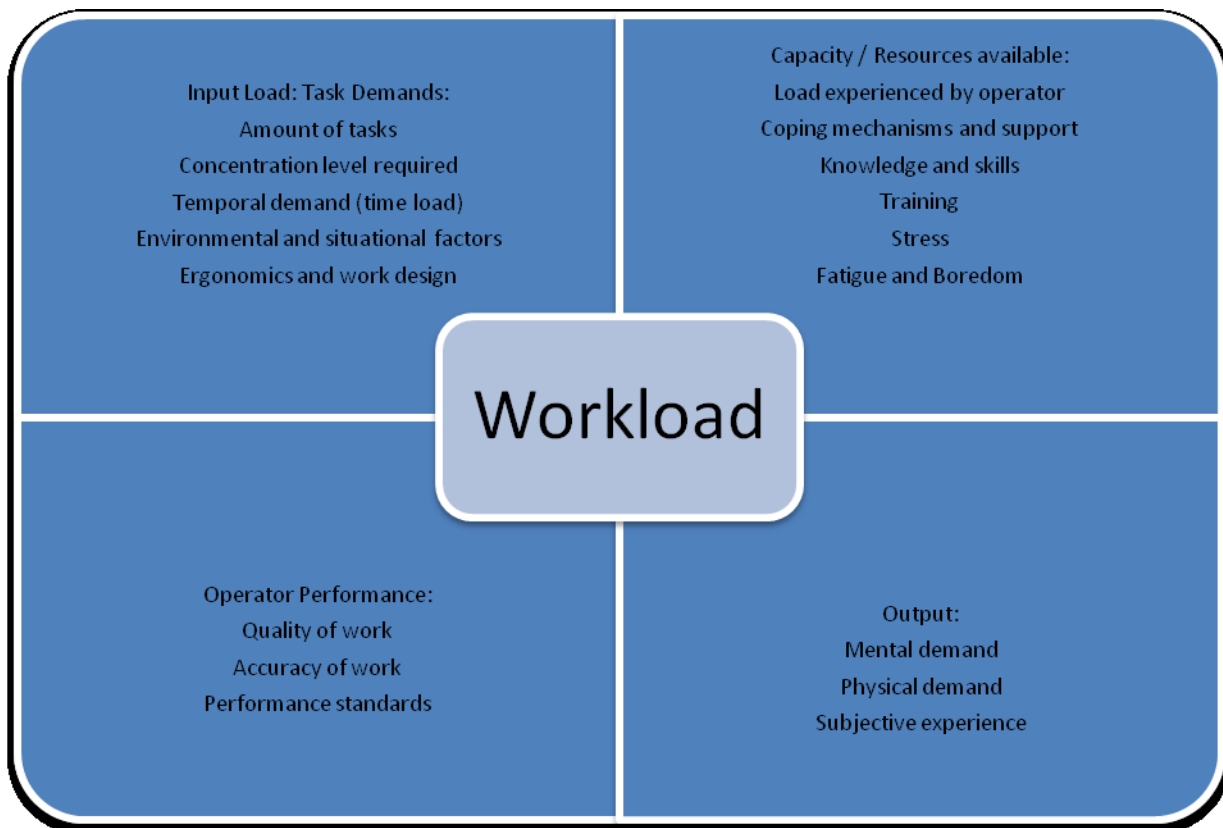 Input Load: Task Demands:
Amount of tasks
Concentration level required
Temporal demand (time load)
Environmental and situational factors
Ergonomics and work design
Capacity / Resources available:
Load experienced by operator
Coping mechanisms and support
Knowledge and skills
Training
Stress
Fatigue and Boredom
Workload
Operator Performance:
Quality of work
Accuracy of work
Performance standards
Output:
Mental demand
Physical demand
Subjective experience